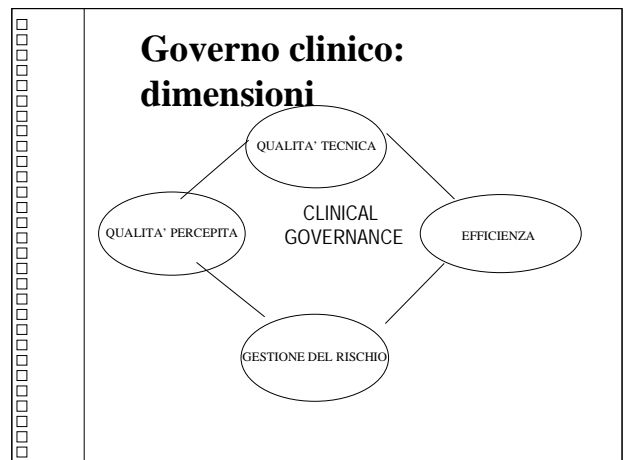 Governo clinico:
dimensioni
QUALITA' TECNICA
CLINICAL
GOVERNANCE
QUALITA' PERCEPITA
EFFICIENZA
GESTIONE DEL RISCHIO